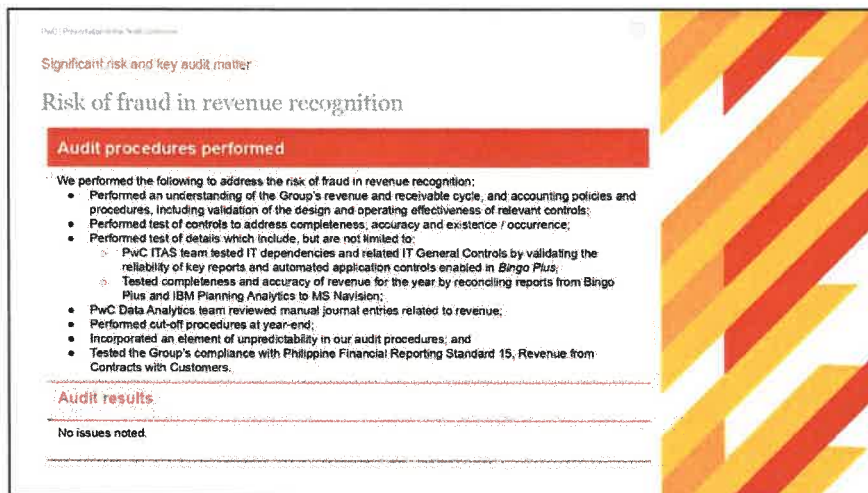 Significant risk and key audit matter
Risk of fraud in revenue recognition
Audit procedures performed
We performed the following to address the risk of fraud in revenue recognition:
● Performed an understanding of the Group's revenue and receivable cycle, and accounting policies and
procedures, including validation of the design and operating effectiveness of relevant controls;
● Performed test of controls to address completeness, accuracy and existence / occurrence;
● Performed test of details which include, but are not limited to:
○ PwC ITAS team tested IT dependencies and related IT General Controls by validating the
reliability of key reports and automated application controls enabled in Bingo Plus;
○ Tested completeness and accuracy of revenue for the year by reconciling reports from Bingo
Plus and IBM Planning Analytics to MS Navision;
● PwC Data Analytics team reviewed manual journal entries related to revenue;
● Performed cut-off procedures at year-end;
● Incorporated an element of unpredictability in our audit procedures; and
● Tested the Group's compliance with Philippine Financial Reporting Standard 15, Revenue from
Contracts with Customers.
Audit results
No issues noted.